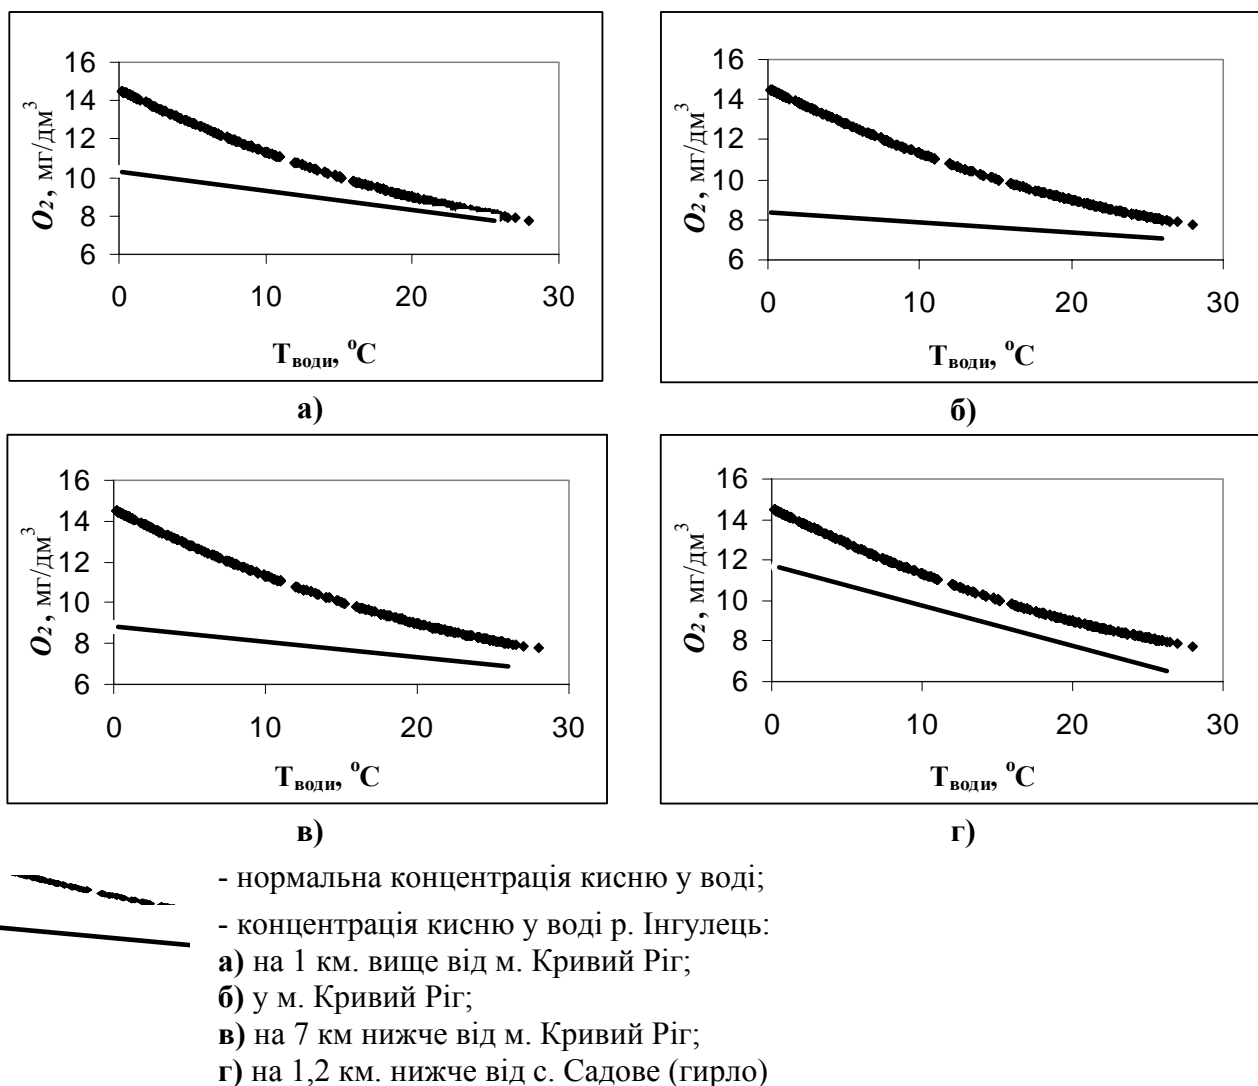 16
14
12
10
8
6
O2, мг/дм³
0 10 20 30
Tводи, °C
а)
16
14
12
10
8
6
O2, мг/дм³
0 10 20 30
Tводи, °C
б)
16
14
12
10
8
6
O2, мг/дм³
0 10 20 30
Tводи, °C
в)
16
14
12
10
8
6
O2, мг/дм³
0 10 20 30
Tводи, °C
г)
- нормальна концентрація кисню у воді;
- концентрація кисню у воді р. Інгулець:
а) на 1 км. вище від м. Кривий Ріг;
б) у м. Кривий Ріг;
в) на 7 км нижче від м. Кривий Ріг;
г) на 1,2 км. нижче від с. Садове (гирло)